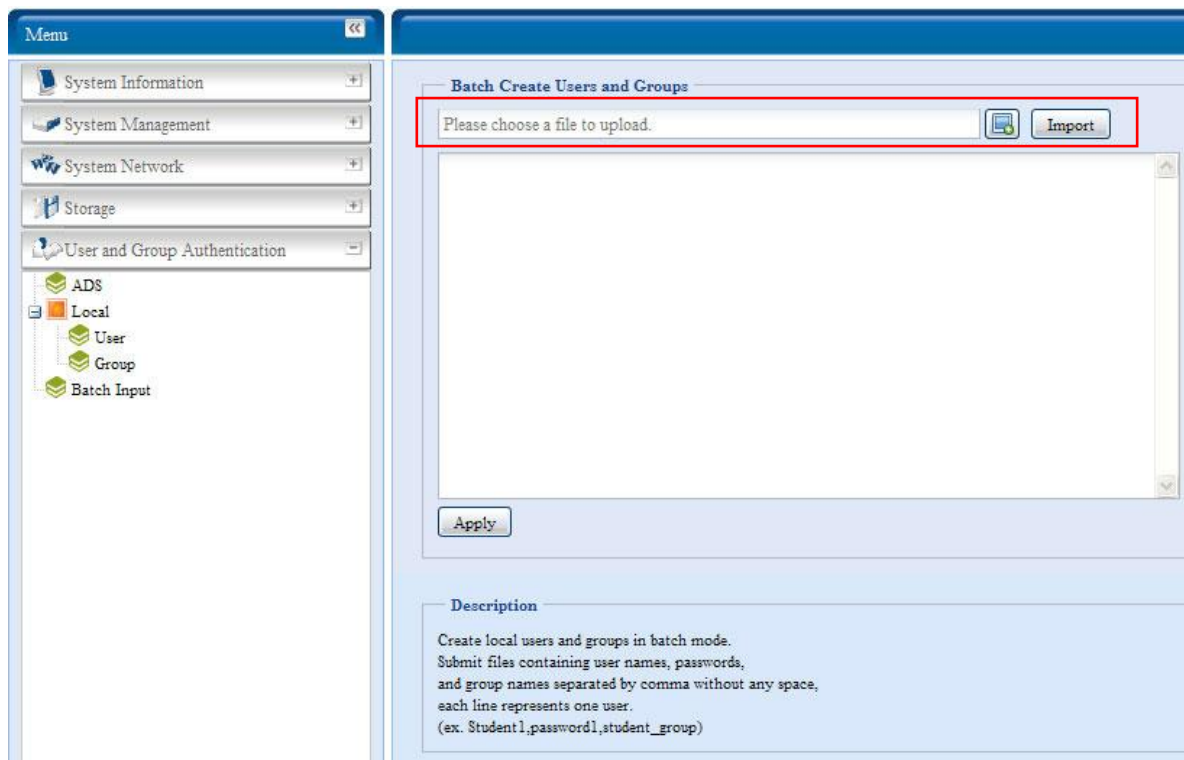 Menu
System Information
System Management
System Network
Storage
User and Group Authentication
ADS
Local
User
Group
Batch Input
Batch Create Users and Groups
Please choose a file to upload.
Import
Apply
Description
Create local users and groups in batch mode.
Submit files containing user names, passwords,
and group names separated by comma without any space,
each line represents one user.
(ex. Student1,password1,student_group)